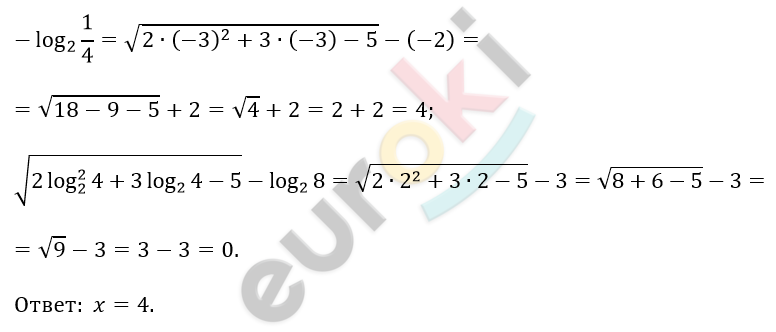 − log₂ 1/4 = √(2 · (−3)² + 3 · (−3) − 5) − (−2) =
= √(18 − 9 − 5) + 2 = √4 + 2 = 2 + 2 = 4;
√(2 log₂² 4 + 3 log₂ 4 − 5) − log₂ 8 = √(2 · 2² + 3 · 2 − 5) − 3 = √(8 + 6 − 5) − 3 =
= √9 − 3 = 3 − 3 = 0.
Ответ: x = 4.
euroki